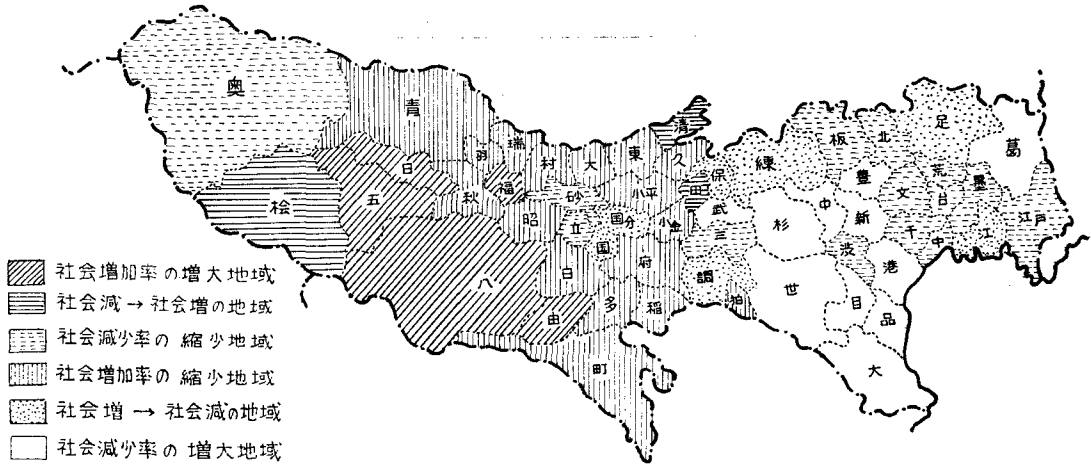 奥
青
桧
五
日
羽
瑞
秋
福
村
大
東
清
久
砂
小平
田
保
昭
立
国分
小金
国
武
三
八
日
府
調
由
多
稲
狛
町
練
板
北
足
葛
豊
荒
文
台
墨
杉
中
新
千
中
江
江戸
渋
港
世
目
品
大
社会増加率の増大地域
社会減→社会増の地域
社会減少率の縮少地域
社会増加率の縮少地域
社会増→社会減の地域
社会減少率の増大地域